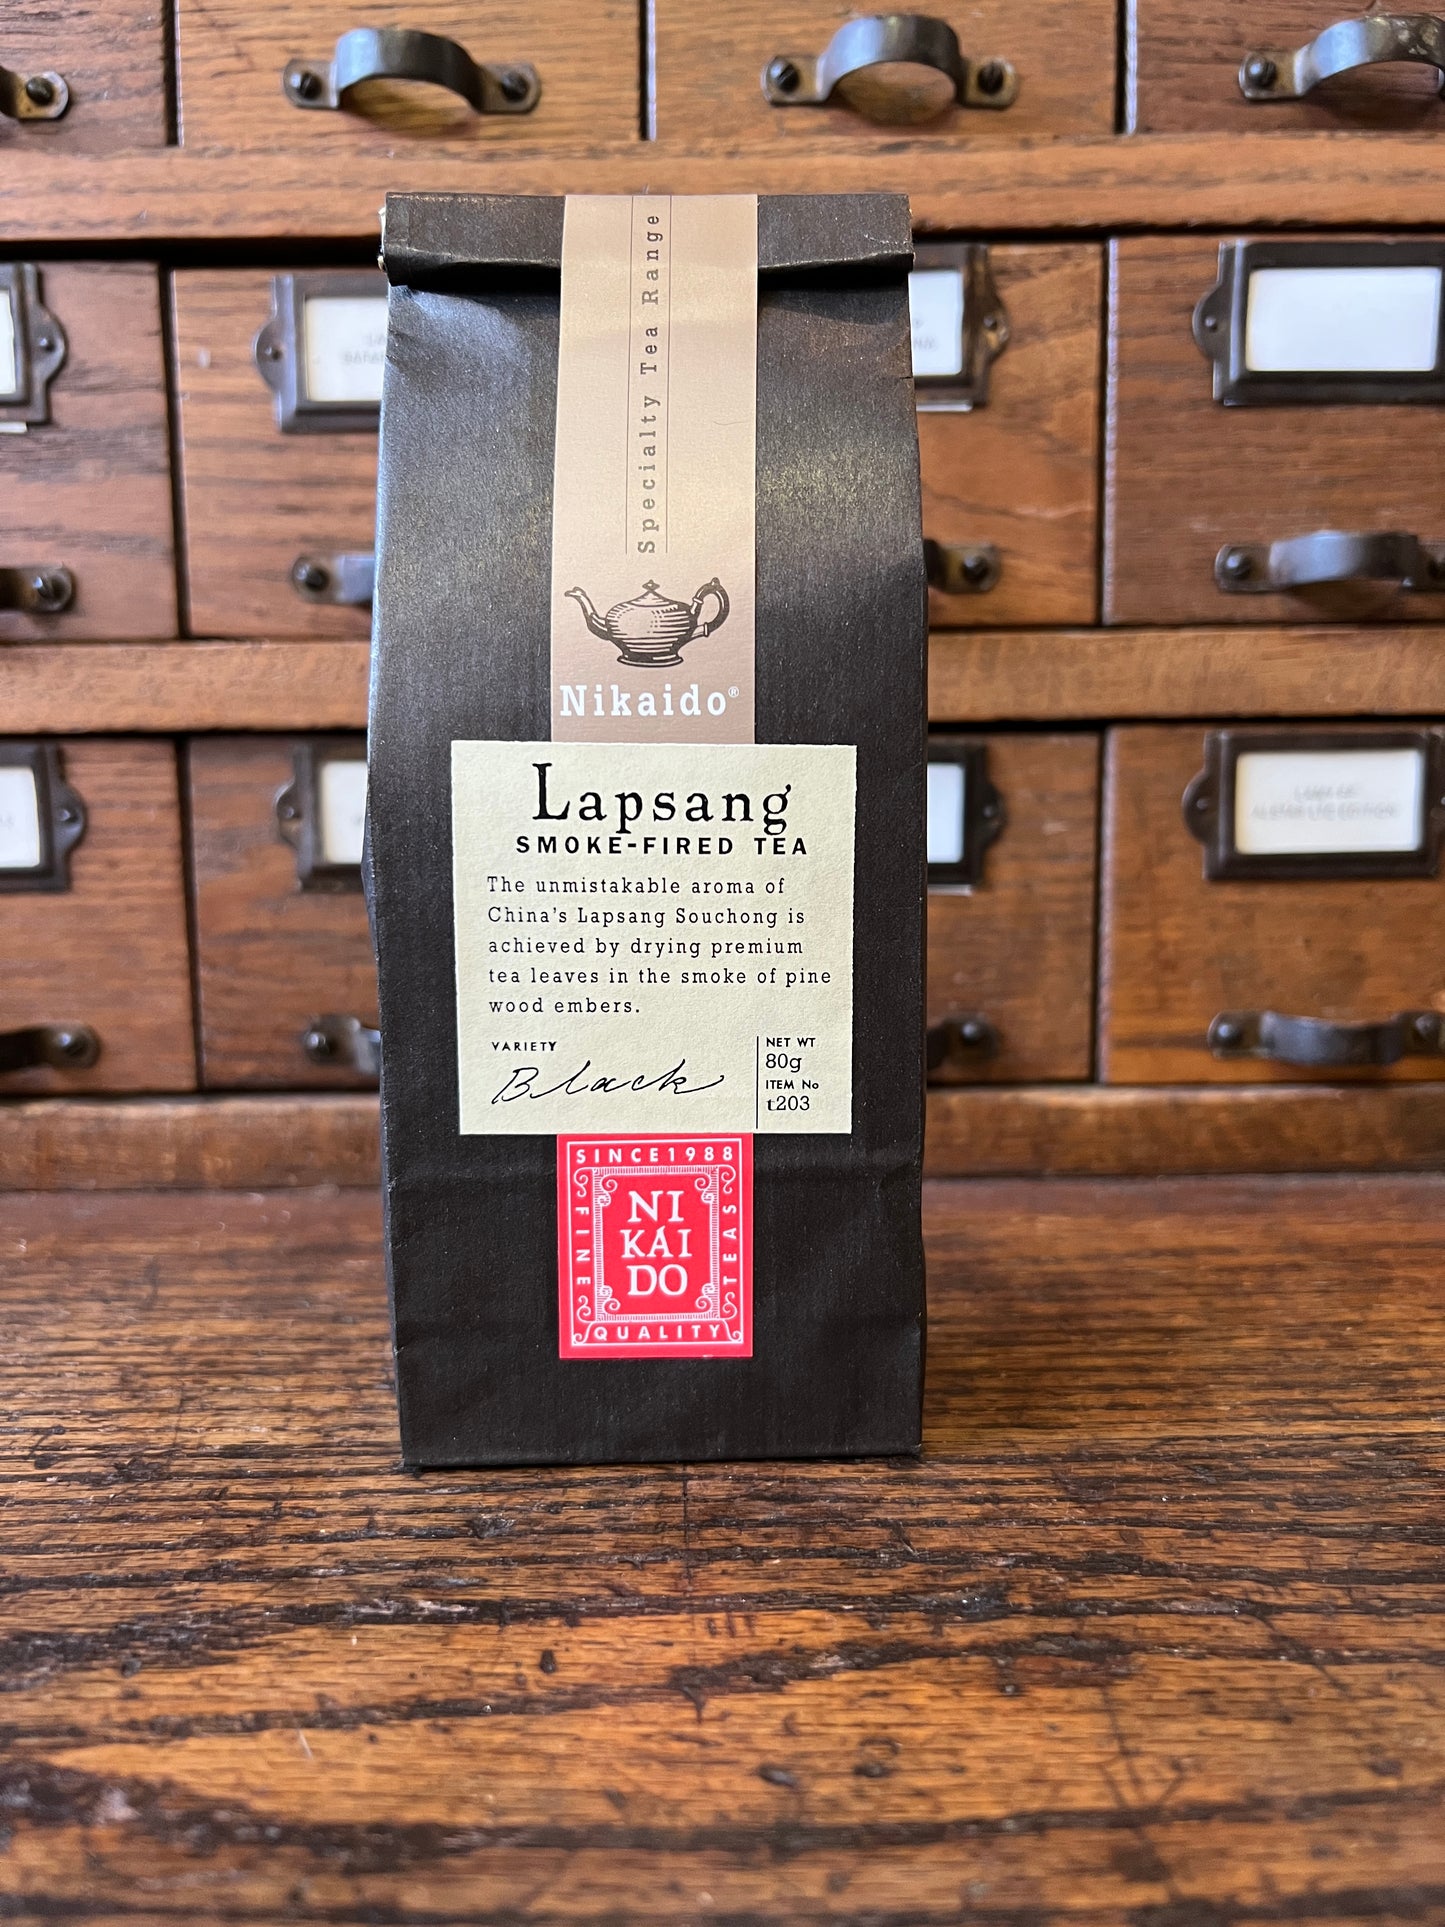 Specialty Tea Range
Nikaido®
Lapsang
SMOKE-FIRED TEA
The unmistakable aroma of
China's Lapsang Souchong is
achieved by drying premium
tea leaves in the smoke of pine
wood embers.
VARIETY
Black
NET WT
80g
ITEM No
t203
SINCE 1988
FINE
NI
KAI
DO
TEAS
QUALITY